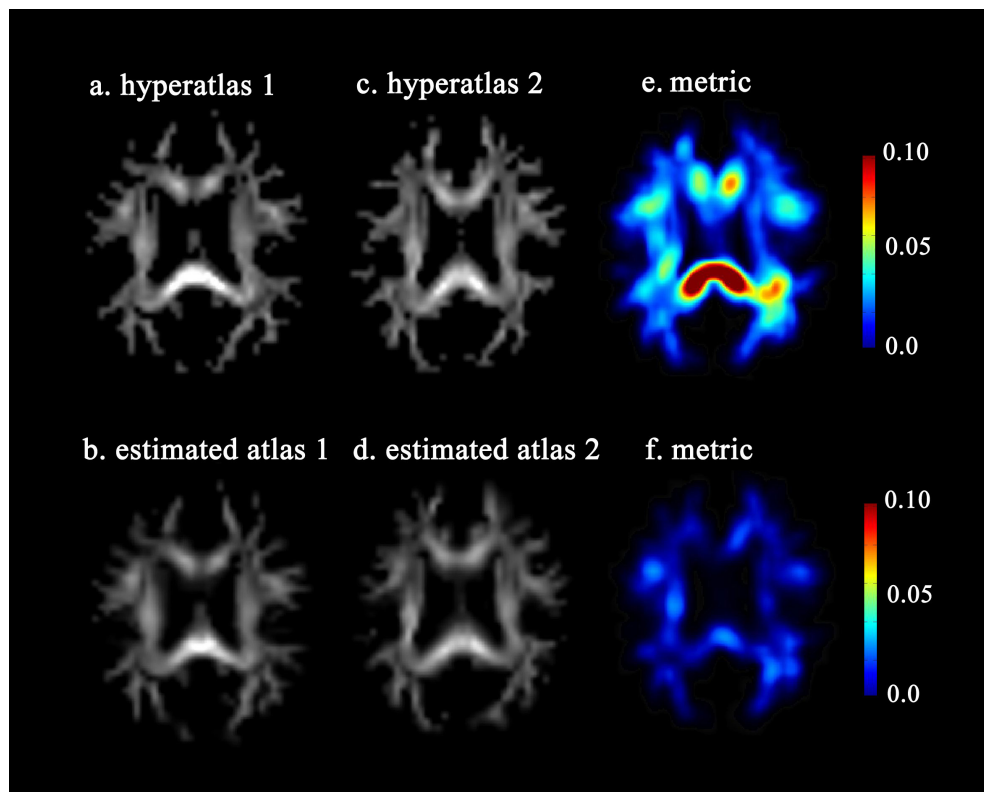 a. hyperatlas 1
c. hyperatlas 2
e. metric
0.10
0.05
0.0
b. estimated atlas 1
d. estimated atlas 2
f. metric
0.10
0.05
0.0